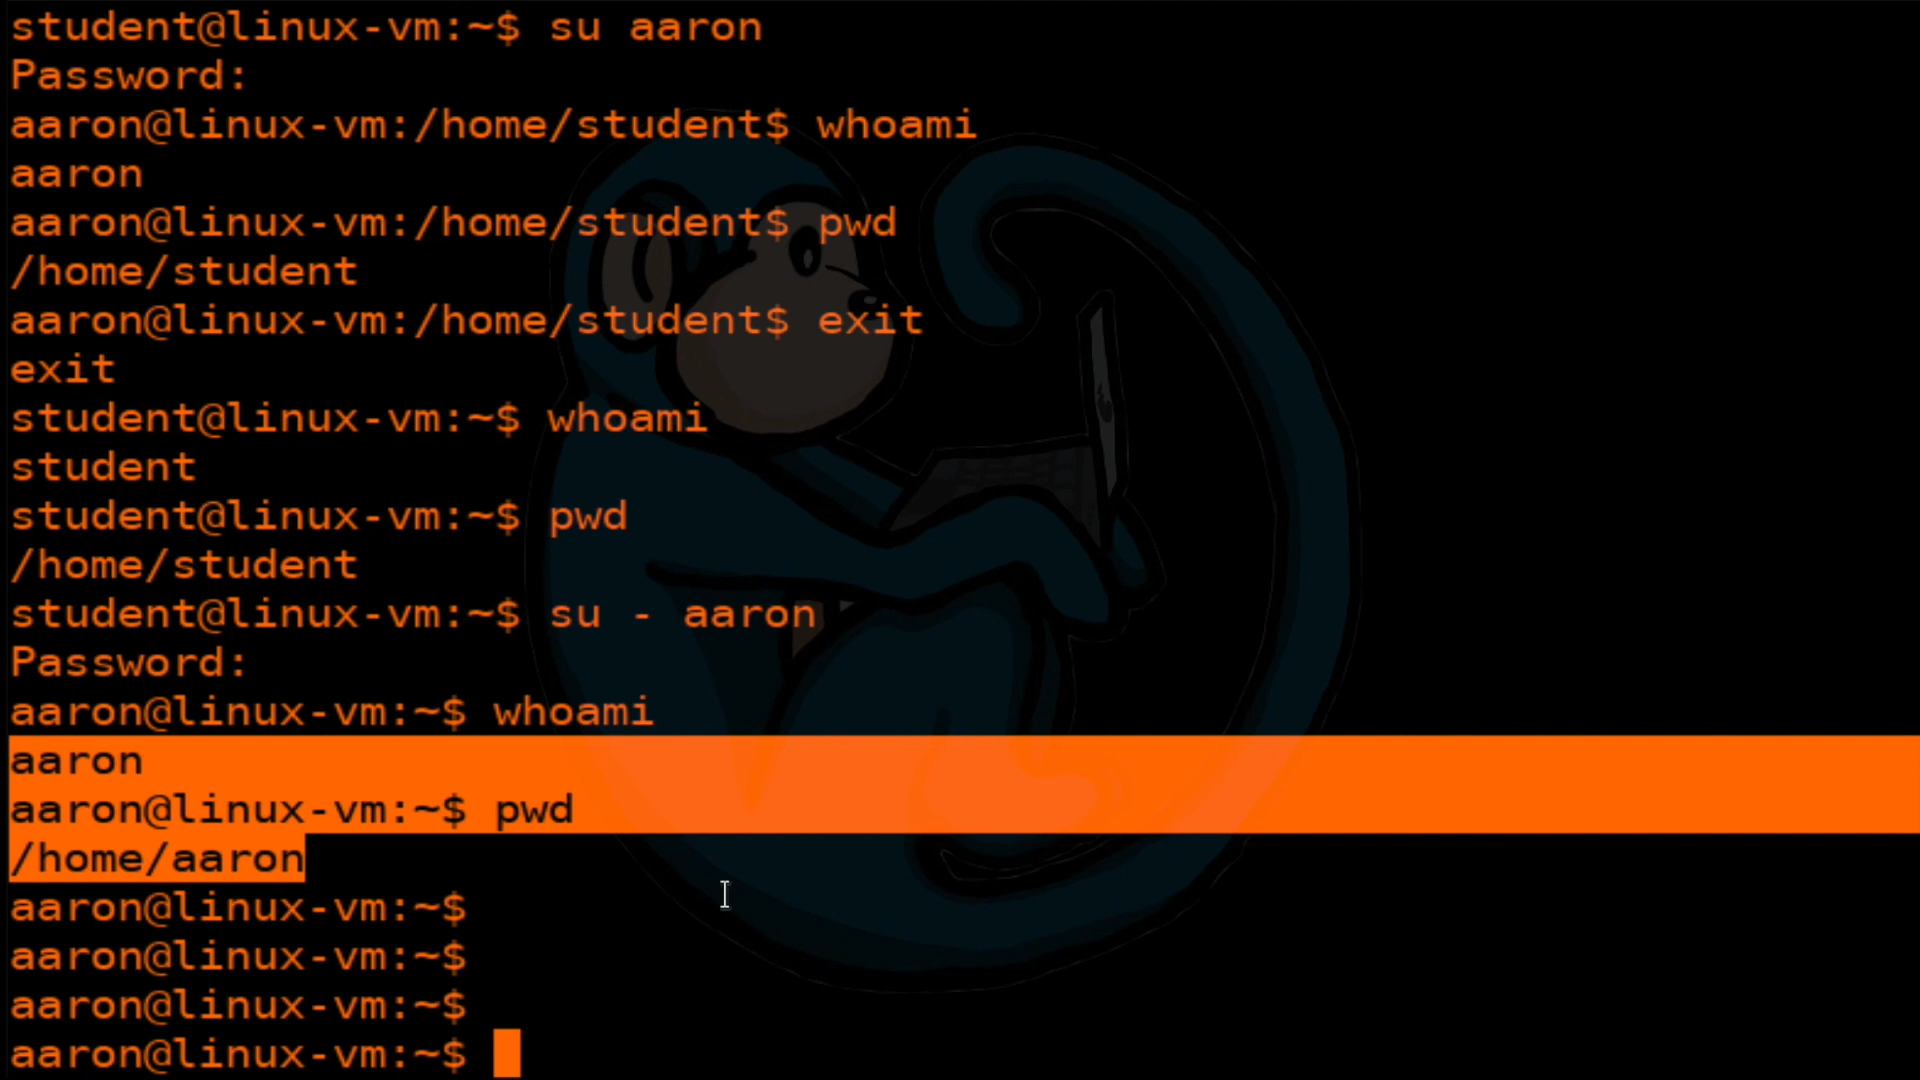 student@linux-vm:~$ su aaron
Password:
aaron@linux-vm:/home/student$ whoami
aaron
aaron@linux-vm:/home/student$ pwd
/home/student
aaron@linux-vm:/home/student$ exit
exit
student@linux-vm:~$ whoami
student
student@linux-vm:~$ pwd
/home/student
student@linux-vm:~$ su - aaron
Password:
aaron@linux-vm:~$ whoami
aaron
aaron@linux-vm:~$ pwd
/home/aaron
aaron@linux-vm:~$
aaron@linux-vm:~$
aaron@linux-vm:~$
aaron@linux-vm:~$